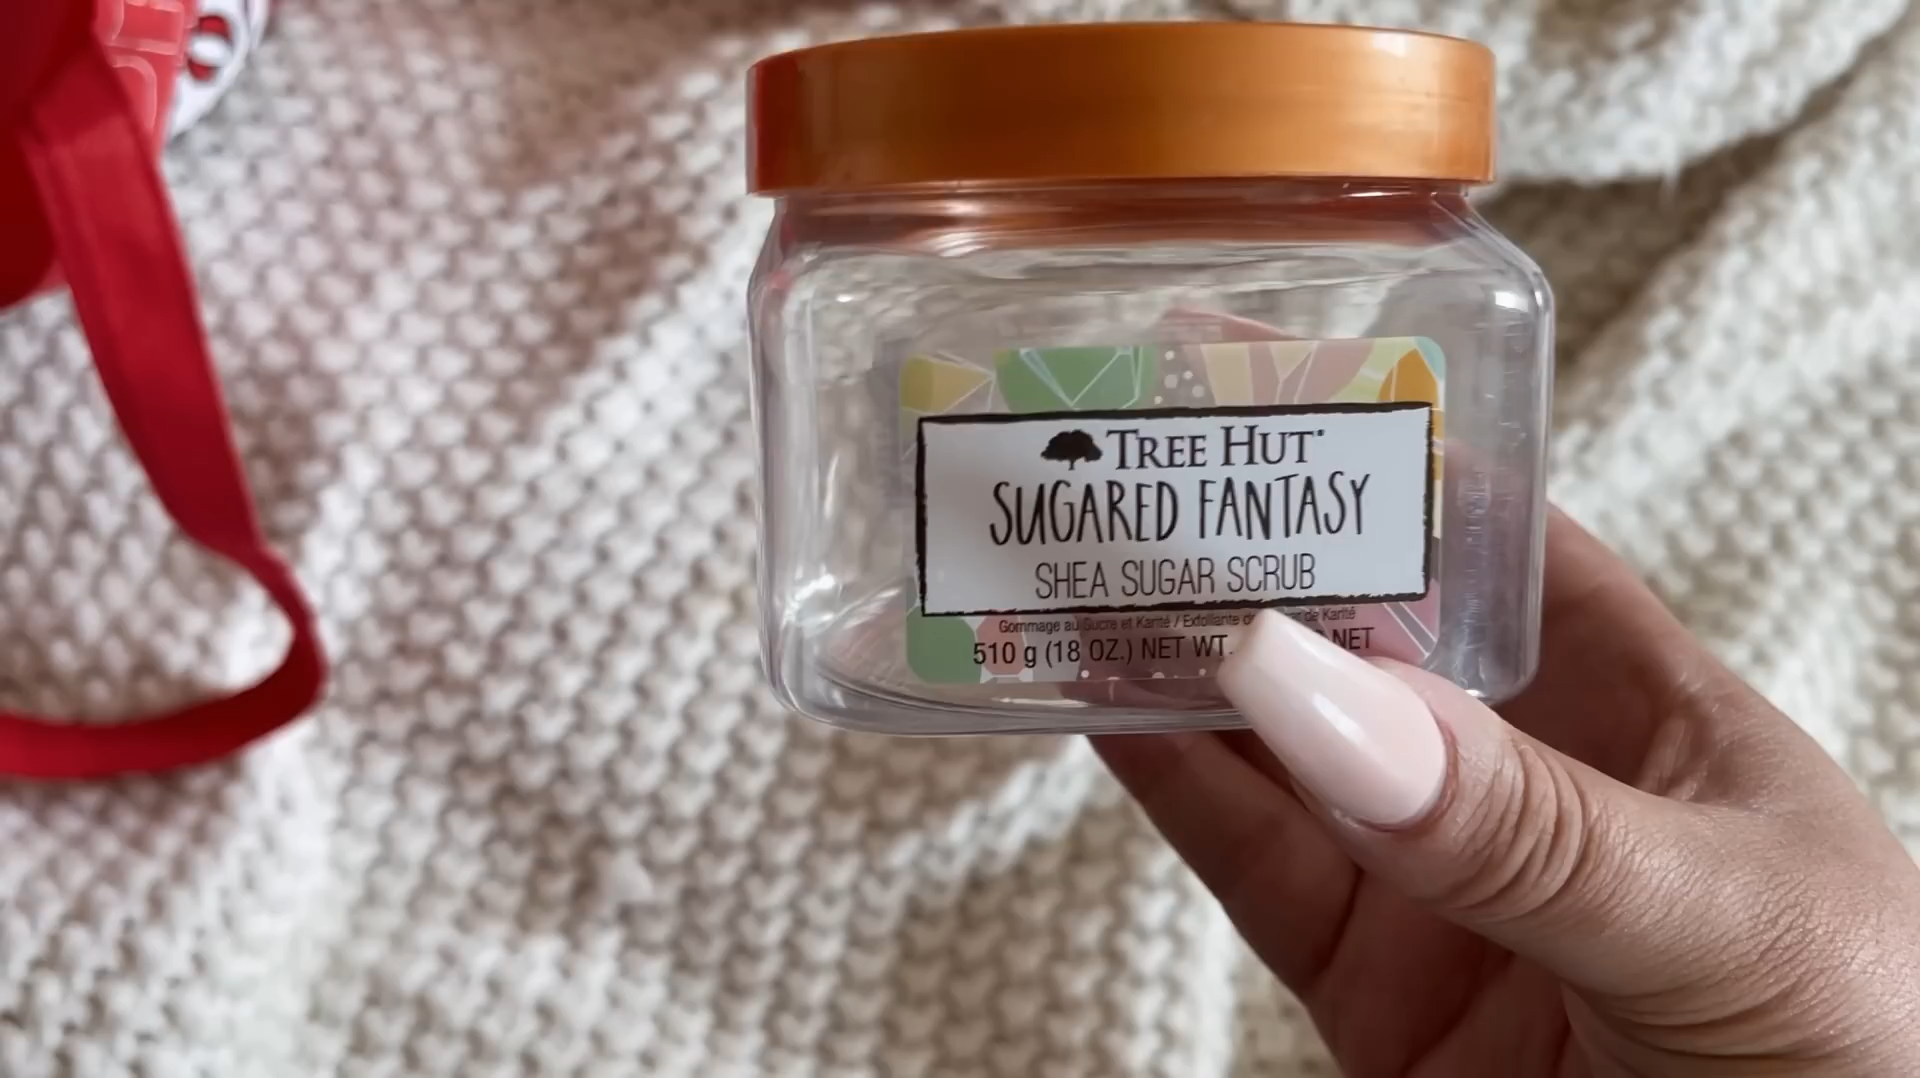 TREE HUT
SUGARED FANTASY
SHEA SUGAR SCRUB
Gommage au Sucre et Karité / Exfoliante de Karité
510 g (18 OZ.) NET WT. NET